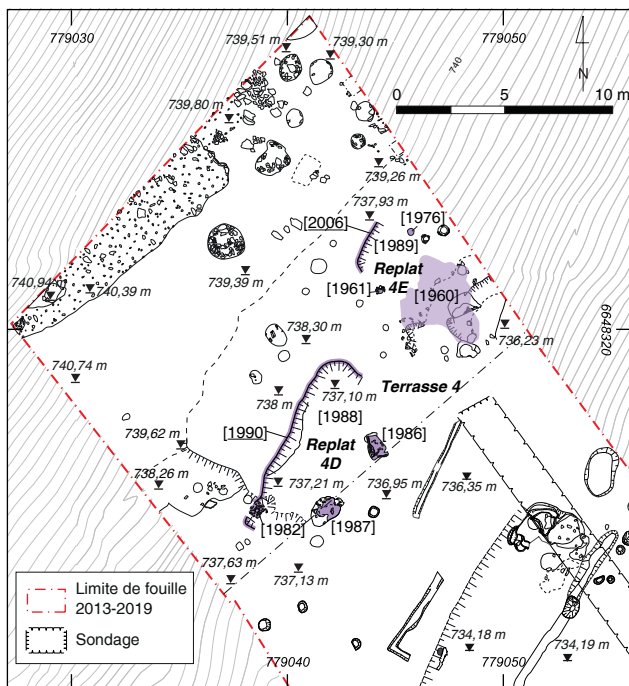 779030
779050
739,51 m
739,30 m
740
N
0 5 10 m
739,80 m
739,26 m
737,93 m
[1976]
[2006]
[1989]
Replat
4E
740,94 m
740,39 m
739,39 m
[1961]
[1960]
6648320
738,30 m
736,23 m
740,74 m
Terrasse 4
738 m
737,10 m
[1988]
[1990]
Replat
4D
[1986]
739,62 m
738,26 m
737,21 m
736,95 m
736,35 m
[1982]
[1987]
737,63 m
737,13 m
Limite de fouille
2013-2019
Sondage
734,18 m
734,19 m
779040
779050